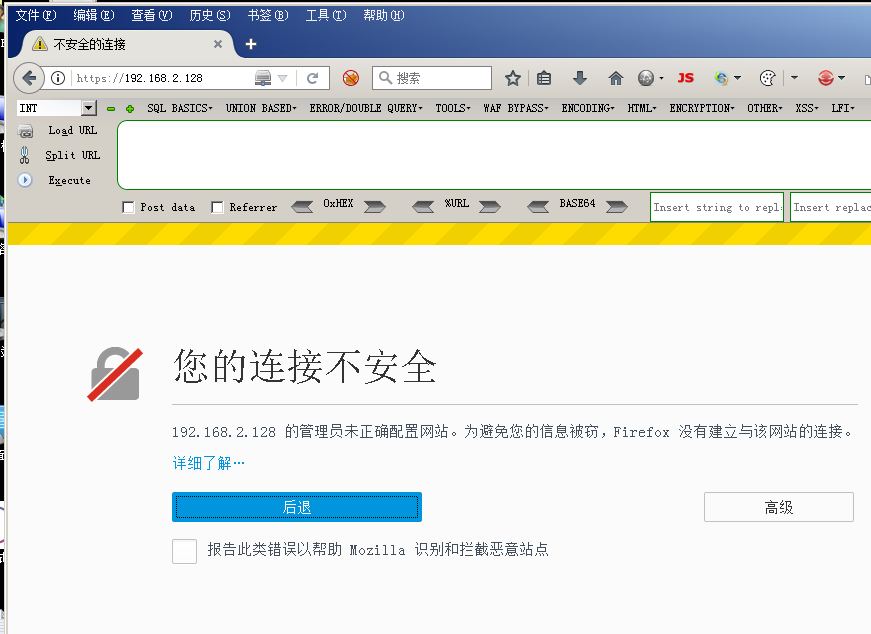 文件(F) 编辑(E) 查看(V) 历史(S) 书签(B) 工具(T) 帮助(H)
不安全的连接
https://192.168.2.128 搜索 JS
INT SQL BASICS UNION BASED ERROR/DOUBLE QUERY TOOLS WAF BYPASS ENCODING HTML ENCRYPTION OTHER XSS LFI
Load URL
Split URL
Execute
Post data Referrer 0xHEX %URL BASE64 Insert string to repl Insert replac
您的连接不安全
192.168.2.128 的管理员未正确配置网站。为避免您的信息被窃，Firefox 没有建立与该网站的连接。
详细了解…
后退 高级
报告此类错误以帮助 Mozilla 识别和拦截恶意站点